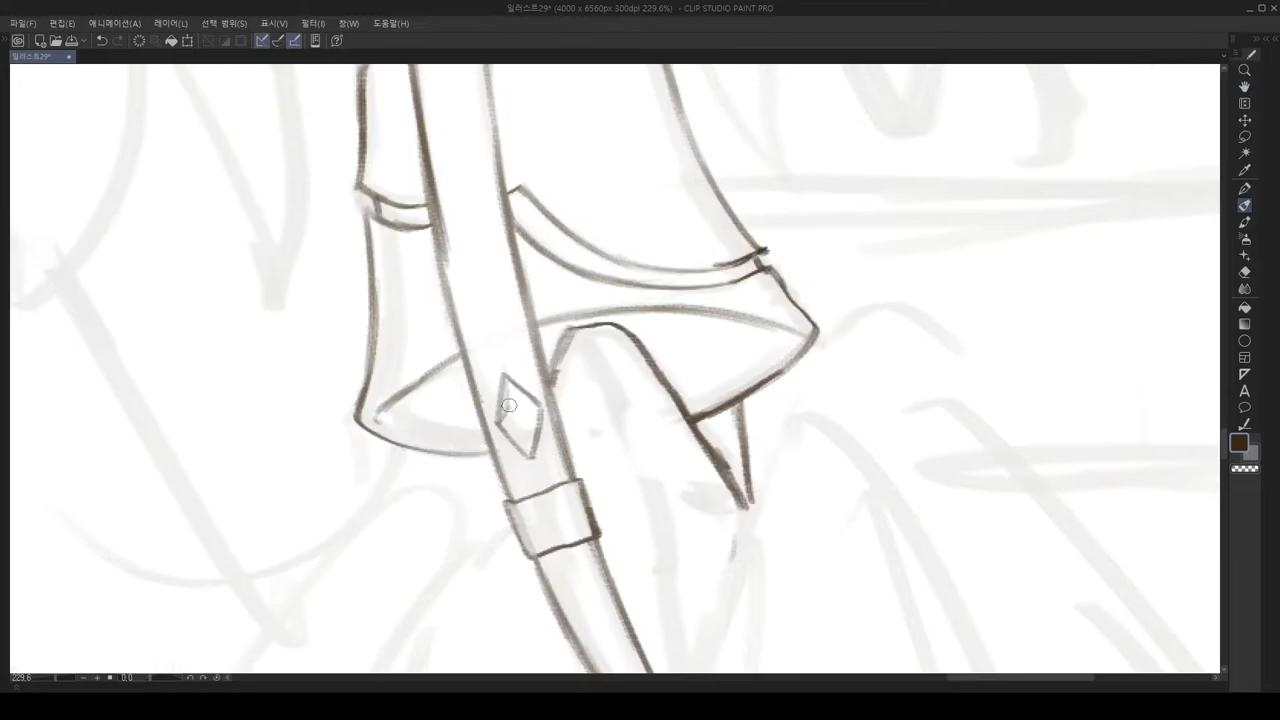 일러스트29* (4000 x 6560px 300dpi 229.6%) - CLIP STUDIO PAINT PRO
파일(F) 편집(E) 애니메이션(A) 레이어(L) 선택 범위(S) 표시(V) 필터(I) 창(W) 도움말(H)
일러스트29*
229.6 0.0